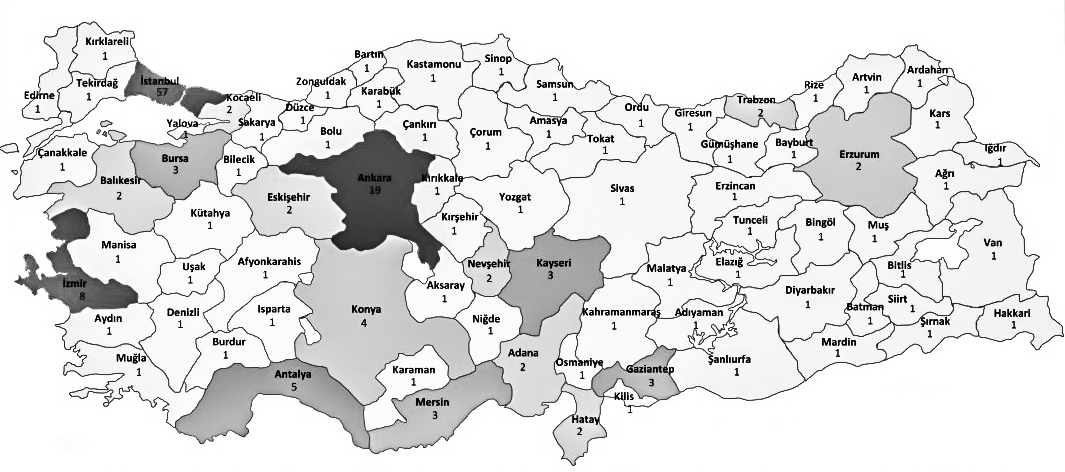 Kırklareli
1
Tekirdağ
1
Edirne
1
İstanbul
57
Kocaeli
2
Yalova
1
Sakarya
1
Düzce
1
Zonguldak
1
Bartın
1
Karabük
1
Kastamonu
1
Sinop
1
Samsun
1
Ordu
1
Giresun
1
Trabzon
2
Rize
1
Artvin
1
Ardahan
1
Kars
1
Iğdır
1
Ağrı
1
Erzurum
2
Bayburt
1
Gümüşhane
1
Tokat
1
Amasya
1
Çorum
1
Çankırı
1
Bolu
1
Bilecik
1
Bursa
3
Çanakkale
1
Balıkesir
2
Kütahya
1
Eskişehir
2
Ankara
19
Kırıkkale
1
Kırşehir
1
Yozgat
1
Sivas
1
Erzincan
1
Tunceli
1
Bingöl
1
Muş
1
Van
1
Bitlis
1
Elazığ
1
Malatya
1
Kayseri
3
Nevşehir
2
Aksaray
1
Konya
4
Afyonkarahis
1
Uşak
1
Manisa
1
İzmir
8
Aydın
1
Denizli
1
Isparta
1
Burdur
1
Muğla
1
Antalya
5
Karaman
1
Mersin
3
Niğde
1
Adana
2
Osmaniye
1
Kahramanmaraş
1
Adıyaman
1
Gaziantep
3
Kilis
1
Hatay
2
Şanlıurfa
1
Diyarbakır
1
Mardin
1
Batman
1
Siirt
1
Şırnak
1
Hakkari
1